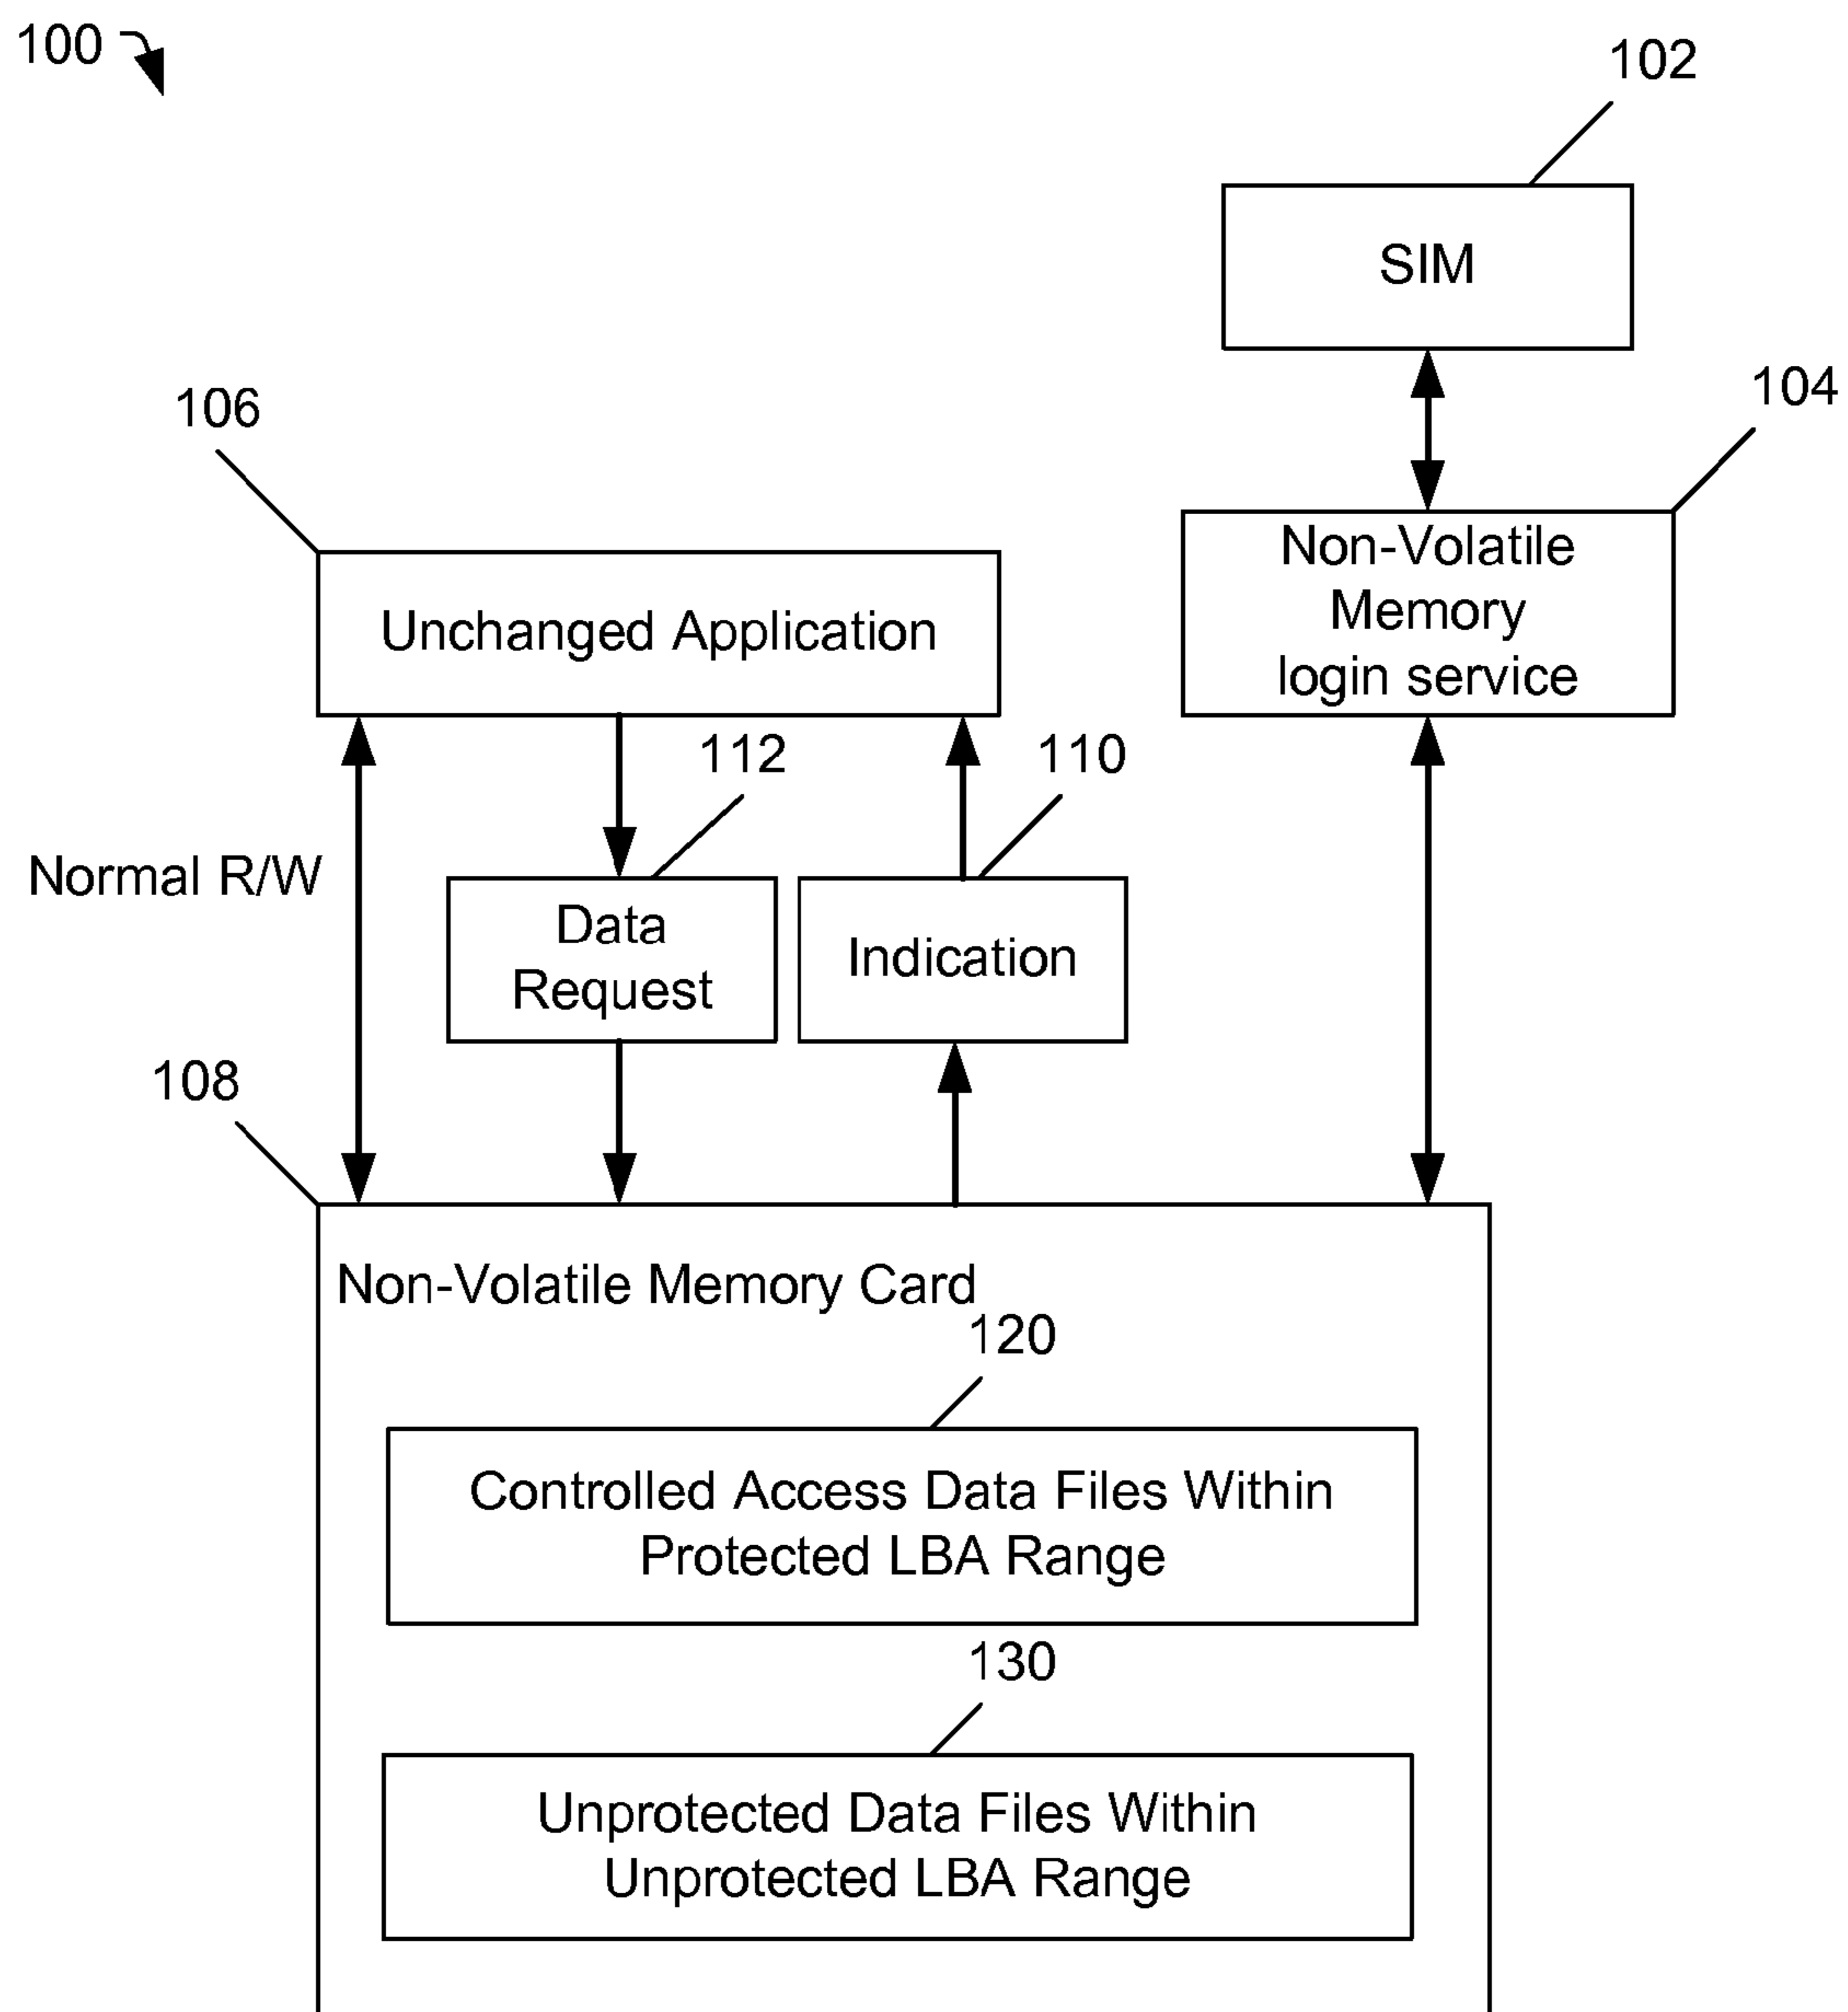 100
102
SIM
104
Non-Volatile
Memory
login service
106
Unchanged Application
112
110
Normal R/W
Data
Request
Indication
108
Non-Volatile Memory Card
120
Controlled Access Data Files Within
Protected LBA Range
130
Unprotected Data Files Within
Unprotected LBA Range